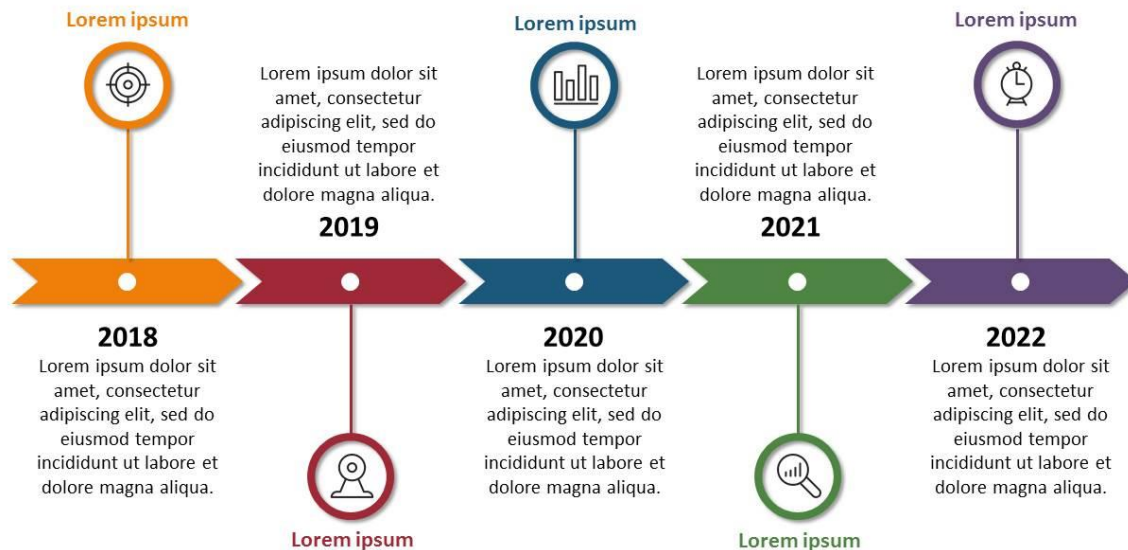 Lorem ipsum
Lorem ipsum
Lorem ipsum
Lorem ipsum dolor sit
amet, consectetur
adipiscing elit, sed do
eiusmod tempor
incididunt ut labore et
dolore magna aliqua.
2019
Lorem ipsum dolor sit
amet, consectetur
adipiscing elit, sed do
eiusmod tempor
incididunt ut labore et
dolore magna aliqua.
2021
2018
Lorem ipsum dolor sit
amet, consectetur
adipiscing elit, sed do
eiusmod tempor
incididunt ut labore et
dolore magna aliqua.
2020
Lorem ipsum dolor sit
amet, consectetur
adipiscing elit, sed do
eiusmod tempor
incididunt ut labore et
dolore magna aliqua.
2022
Lorem ipsum dolor sit
amet, consectetur
adipiscing elit, sed do
eiusmod tempor
incididunt ut labore et
dolore magna aliqua.
Lorem ipsum
Lorem ipsum